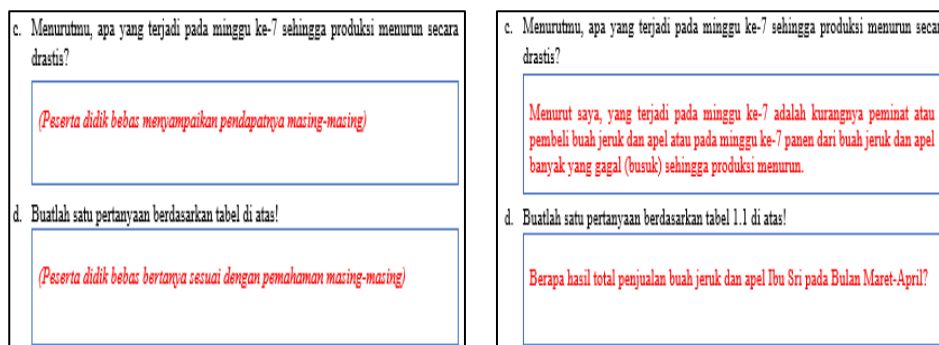 c. Menurutmu, apa yang terjadi pada minggu ke-7 sehingga produksi menurun secara
drastis?
(Peserta didik bebas menyampaikan pendapatnya masing-masing)
d. Buatlah satu pertanyaan berdasarkan tabel di atas!
(Peserta didik bebas bertanya sesuai dengan pemahaman masing-masing)
c. Menurutmu, apa yang terjadi pada minggu ke-7 sehingga produksi menurun secar
drastis?
Menurut saya, yang terjadi pada minggu ke-7 adalah kurangnya peminat atau
pembeli buah jeruk dan apel atau pada minggu ke-7 panen dari buah jeruk dan apel
banyak yang gagal (busuk) sehingga produksi menurun.
d. Buatlah satu pertanyaan berdasarkan tabel 1.1 di atas!
Berapa hasil total penjualan buah jeruk dan apel Ibu Sri pada Bulan Maret-April?